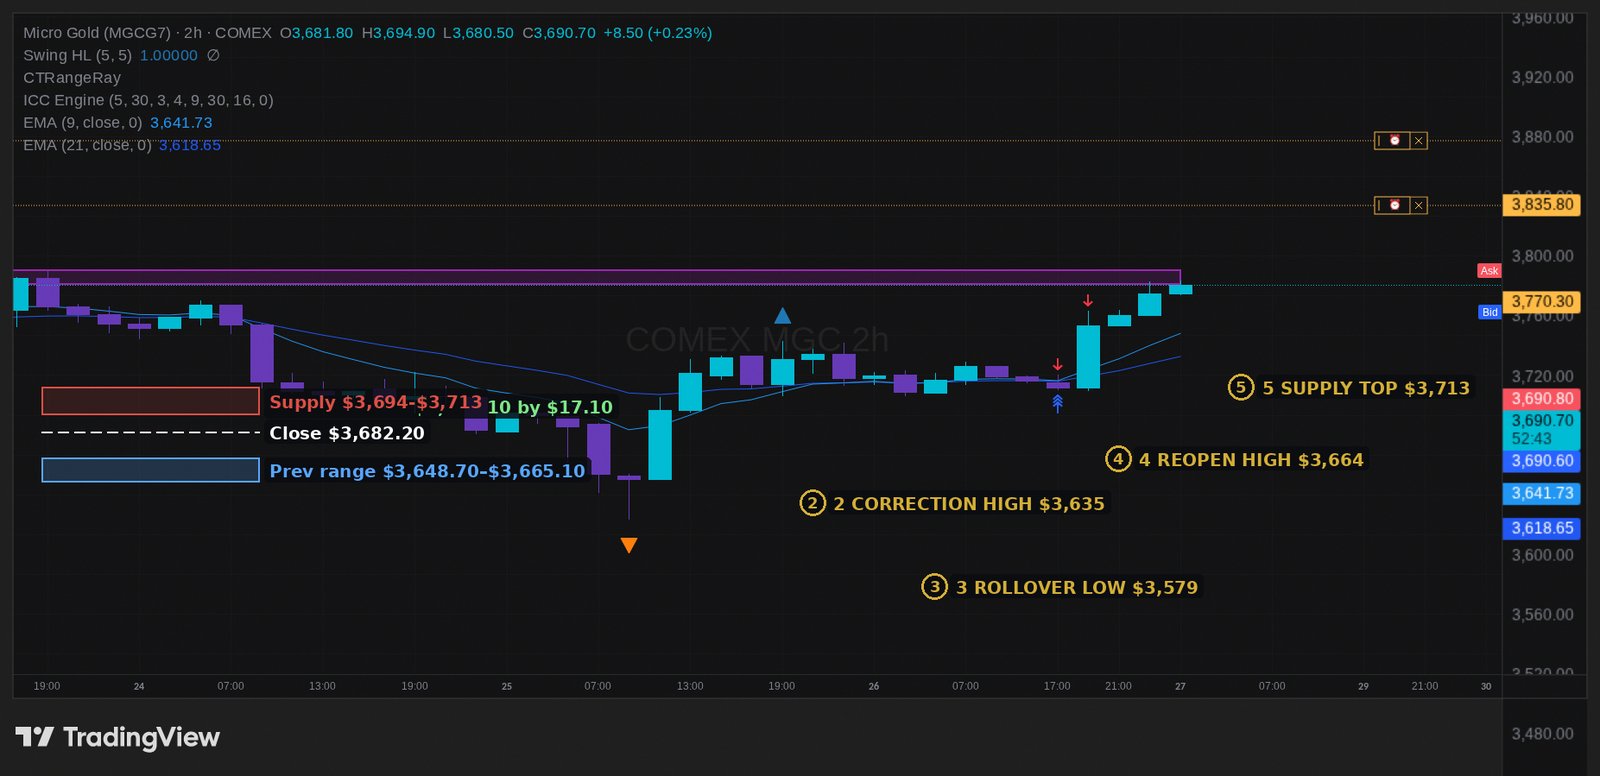 Micro Gold (MGCG7) · 2h · COMEX O3,681.80 H3,694.90 L3,680.50 C3,690.70 +8.50 (+0.23%)
Swing HL (5, 5) 1.00000 ∅
CTRangeRay
ICC Engine (5, 30, 3, 4, 9, 30, 16, 0)
EMA (9, close, 0) 3,641.73
EMA (21, close, 0) 3,618.65
3,960.00
3,920.00
3,880.00
3,840.00
3,835.80
3,800.00
Ask
3,770.30
Bid
3,760.00
COMEX MGC 2h
3,720.00
5 5 SUPPLY TOP $3,713
3,690.80
Supply $3,694-$3,713
10 by $17.10
3,690.70
52:43
Close $3,682.20
4 4 REOPEN HIGH $3,664
3,690.60
Prev range $3,648.70–$3,665.10
3,641.73
2 2 CORRECTION HIGH $3,635
3,618.65
3,600.00
3 3 ROLLOVER LOW $3,579
3,560.00
3,520.00
19:00 24 07:00 13:00 19:00 25 07:00 13:00 19:00 26 07:00 17:00 21:00 27 07:00 29 21:00 30
3,480.00
TradingView